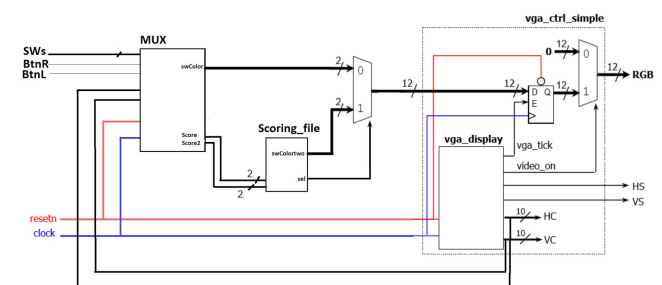 vga_ctrl_simple
MUX
SWs
BtnR
BtnL
swColor
2
0
1
2
12
12
D Q
E
12
0
12
0
1
12
RGB
Scoring_file
Score
Score2
swColortwo
sel
2.
2.
vga_display
vga_tick
video_on
HS
VS
resetn
clock
10
HC
10
VC